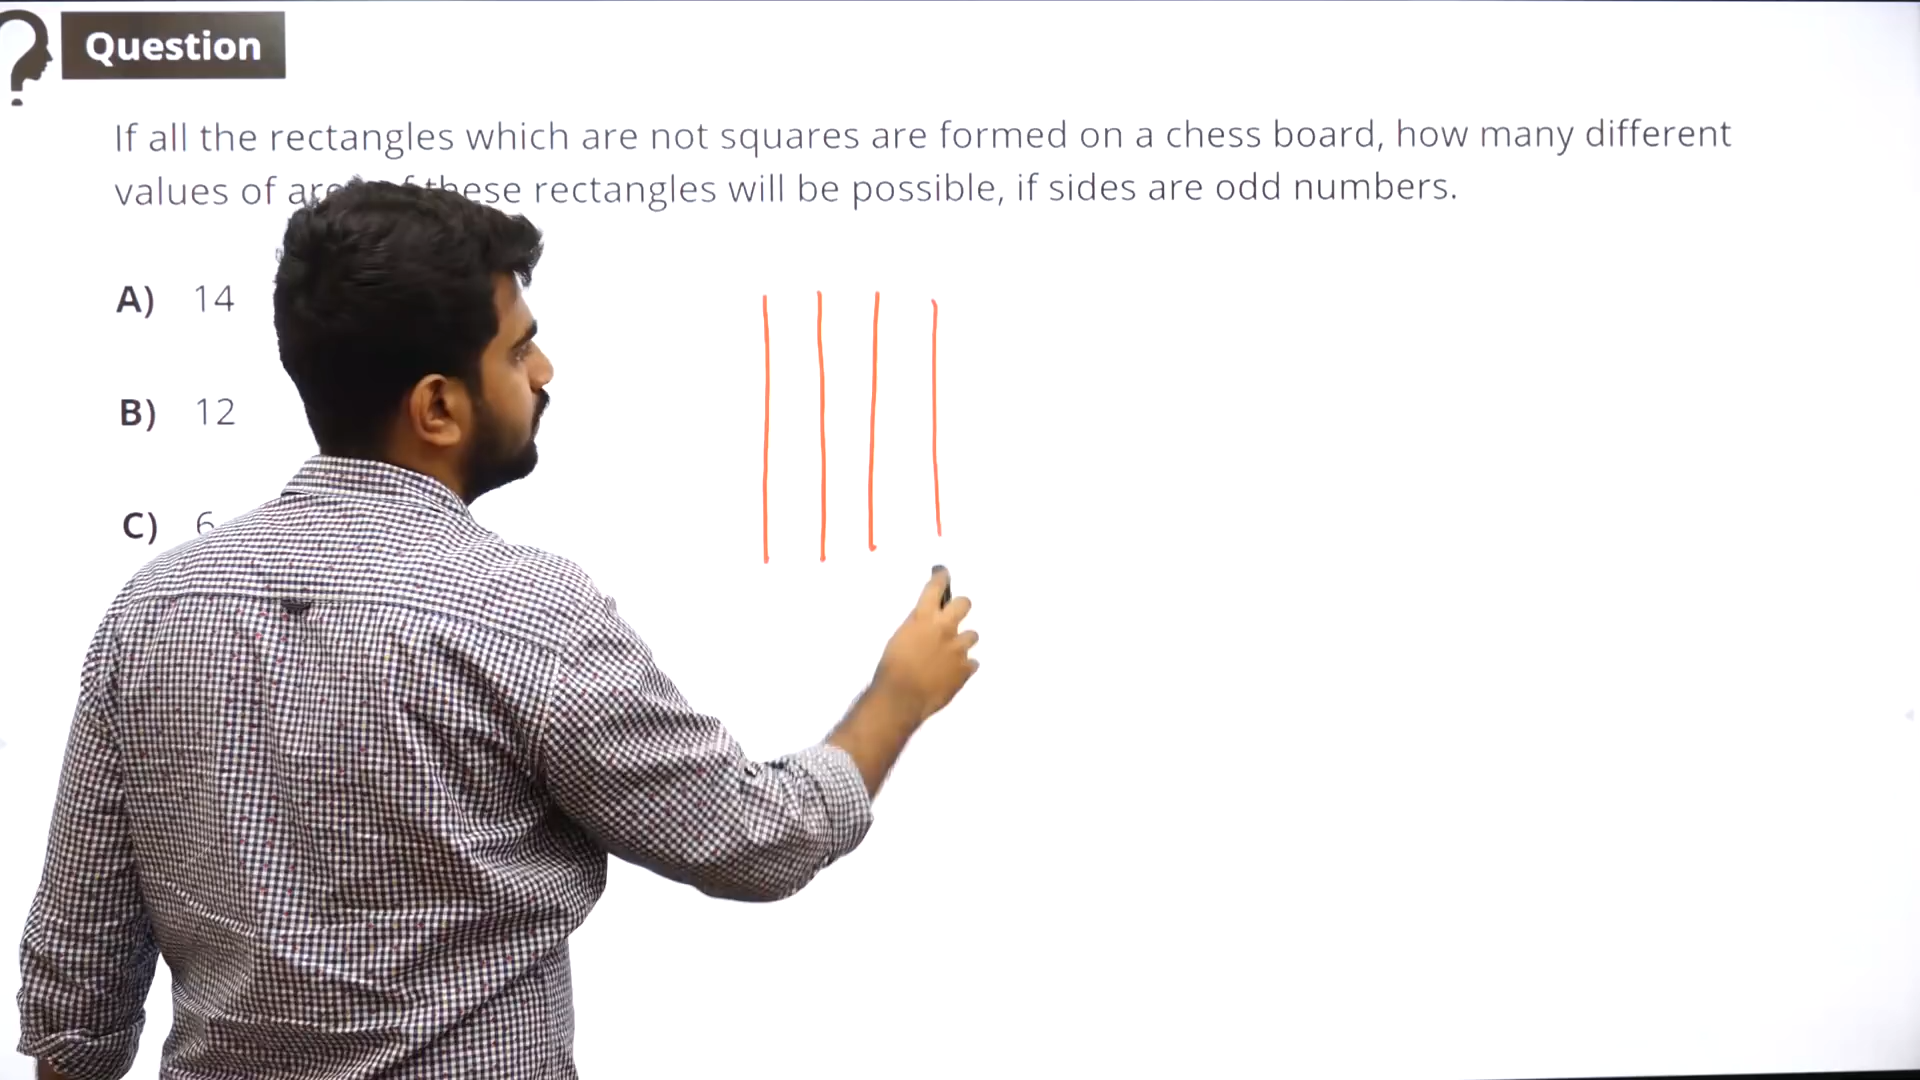 Question
If all the rectangles which are not squares are formed on a chess board, how many different
values of these rectangles will be possible, if sides are odd numbers.
A) 14
B) 12
C) 6